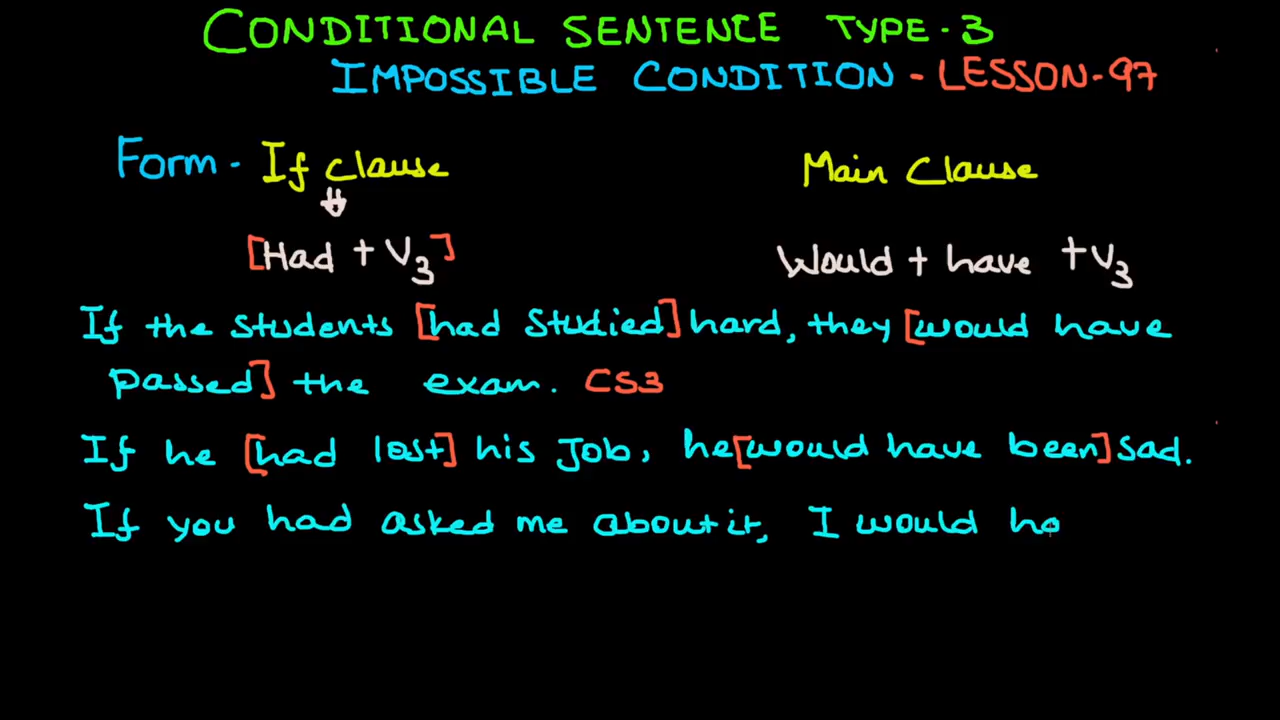 CONDITIONAL SENTENCE TYPE-3
IMPOSSIBLE CONDITION - LESSON-97
Form - If clause Main Clause
[Had + V3] Would + have + V3
If the students [had studied] hard, they [would have
passed] the exam. CS3
If he [had lost] his job, he [would have been] sad.
If you had asked me about it, I would ha